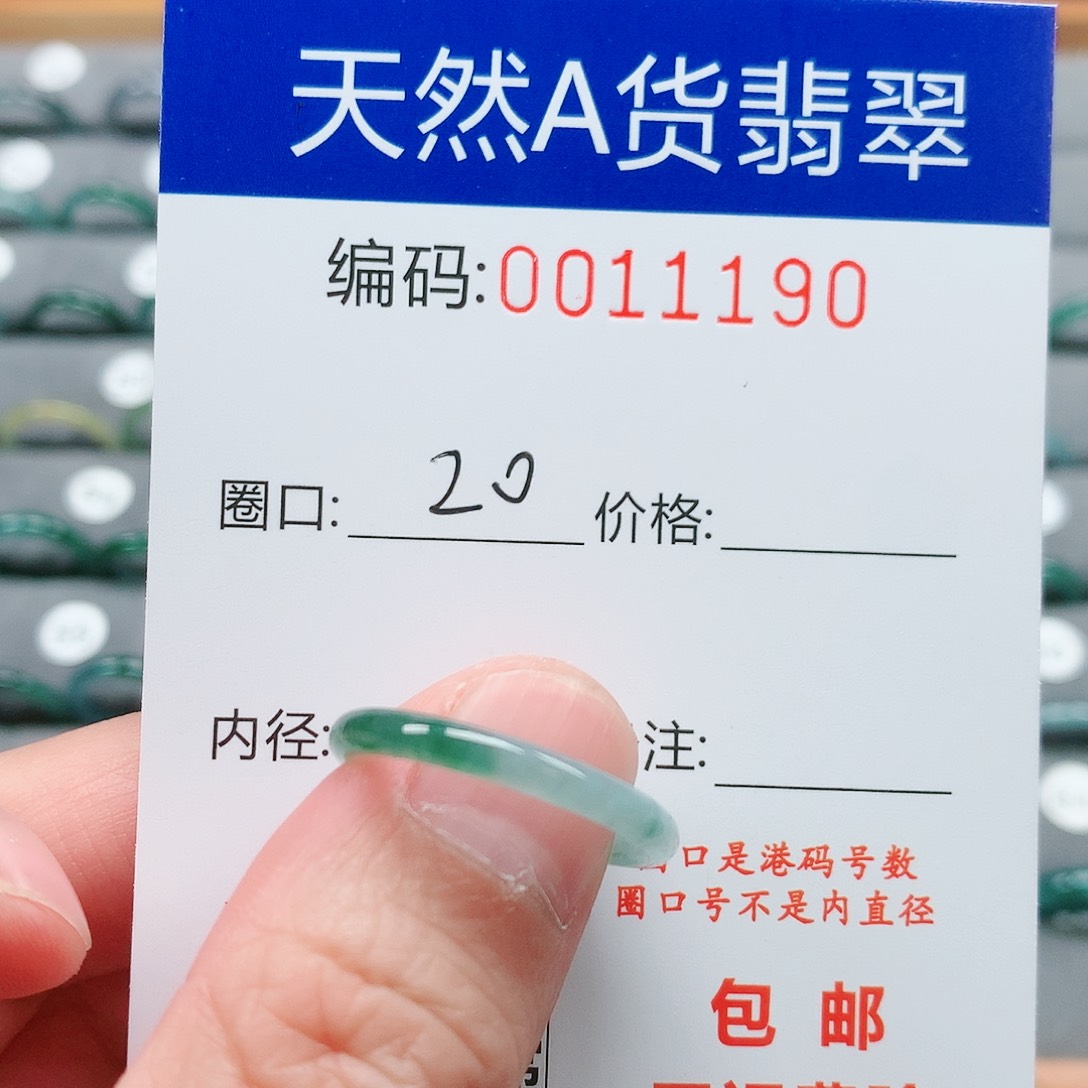 天然A货翡翠
编码:0011190
圈口: 20 价格:
内径: 注:
口是港码号数
圈口号不是内直径
包邮